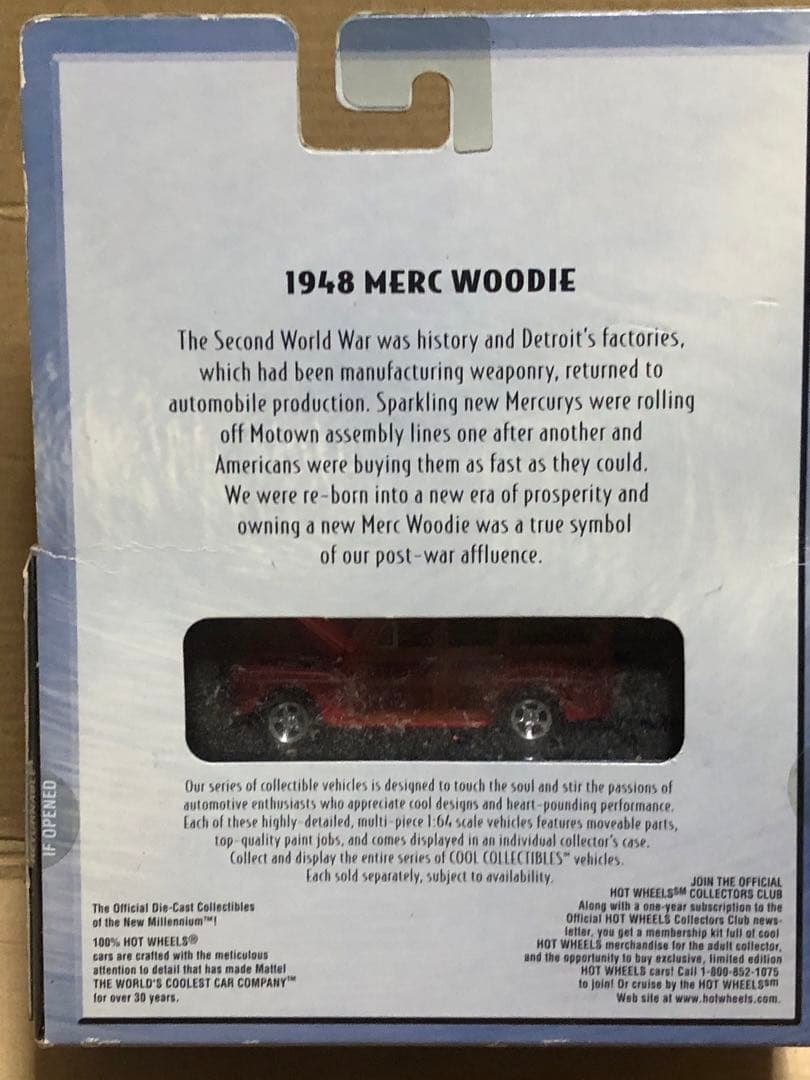 1948 MERC WOODIE
The Second World War was history and Detroit's factories,
which had been manufacturing weaponry, returned to
automobile production. Sparkling new Mercurys were rolling
off Motown assembly lines one after another and
Americans were buying them as fast as they could.
We were re-born into a new era of prosperity and
owning a new Merc Woodie was a true symbol
of our post-war affluence.
Our series of collectible vehicles is designed to touch the soul and stir the passions of
automotive enthusiasts who appreciate cool designs and heart-pounding performance.
Each of these highly-detailed, multi-piece 1:64 scale vehicles features moveable parts,
top-quality paint jobs, and comes displayed in an individual collector's case.
Collect and display the entire series of COOL COLLECTIBLES™ vehicles.
Each sold separately, subject to availability.
The Official Die-Cast Collectibles
of the New Millennium™!
100% HOT WHEELS®
cars are crafted with the meticulous
attention to detail that has made Mattel
THE WORLD'S COOLEST CAR COMPANY™
for over 30 years.
JOIN THE OFFICIAL
HOT WHEELS℠ COLLECTORS CLUB
Along with a one-year subscription to the
Official HOT WHEELS Collectors Club news-
letter, you get a membership kit full of cool
HOT WHEELS merchandise for the adult collector,
and the opportunity to buy exclusive, limited edition
HOT WHEELS cars! Call 1-800-852-1075
to join! Or cruise by the HOT WHEELS℠
Web site at www.hotwheels.com.
IF OPENED